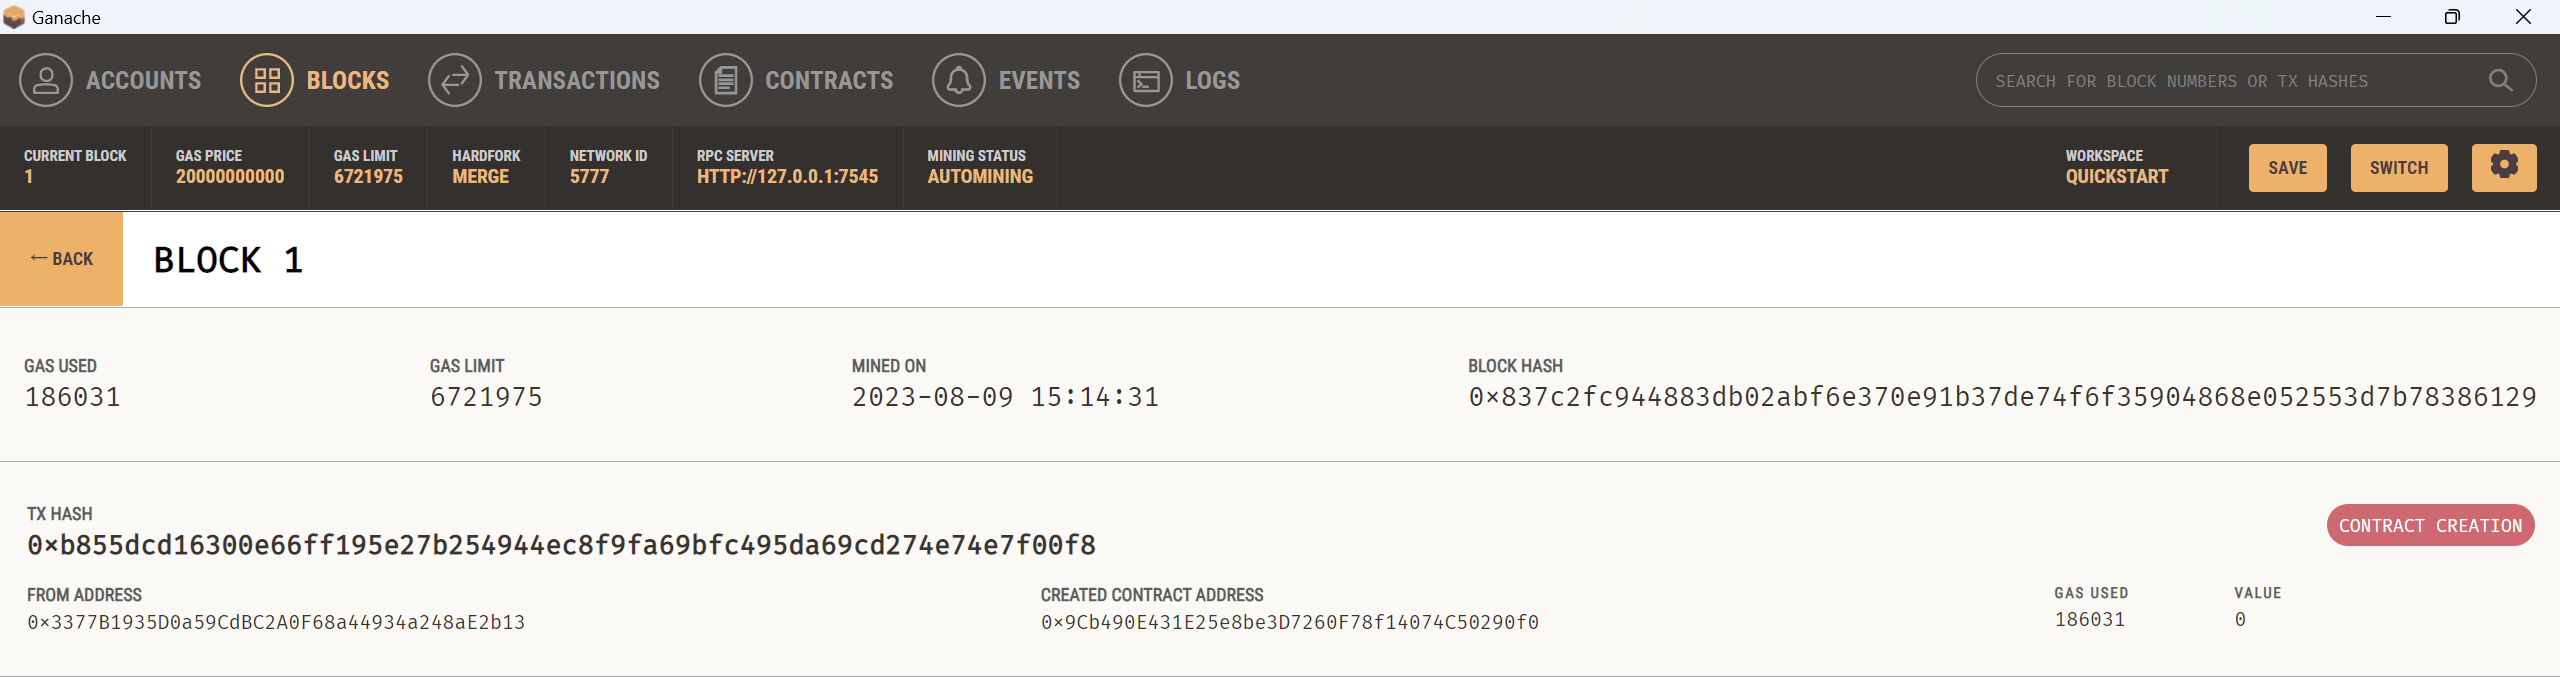 Ganache
ACCOUNTS BLOCKS TRANSACTIONS CONTRACTS EVENTS LOGS SEARCH FOR BLOCK NUMBERS OR TX HASHES
CURRENT BLOCK GAS PRICE GAS LIMIT HARDFORK NETWORK ID RPC SERVER MINING STATUS WORKSPACE
1 20000000000 6721975 MERGE 5777 HTTP://127.0.0.1:7545 AUTOMINING QUICKSTART SAVE SWITCH
← BACK BLOCK 1
GAS USED GAS LIMIT MINED ON BLOCK HASH
186031 6721975 2023-08-09 15:14:31 0×837c2fc944883db02abf6e370e91b37de74f6f35904868e052553d7b78386129
TX HASH
0×b855dcd16300e66ff195e27b254944ec8f9fa69bfc495da69cd274e74e7f00f8 CONTRACT CREATION
FROM ADDRESS CREATED CONTRACT ADDRESS GAS USED VALUE
0×3377B1935D0a59CdBC2A0F68a44934a248aE2b13 0×9Cb490E431E25e8be3D7260F78f14074C50290f0 186031 0